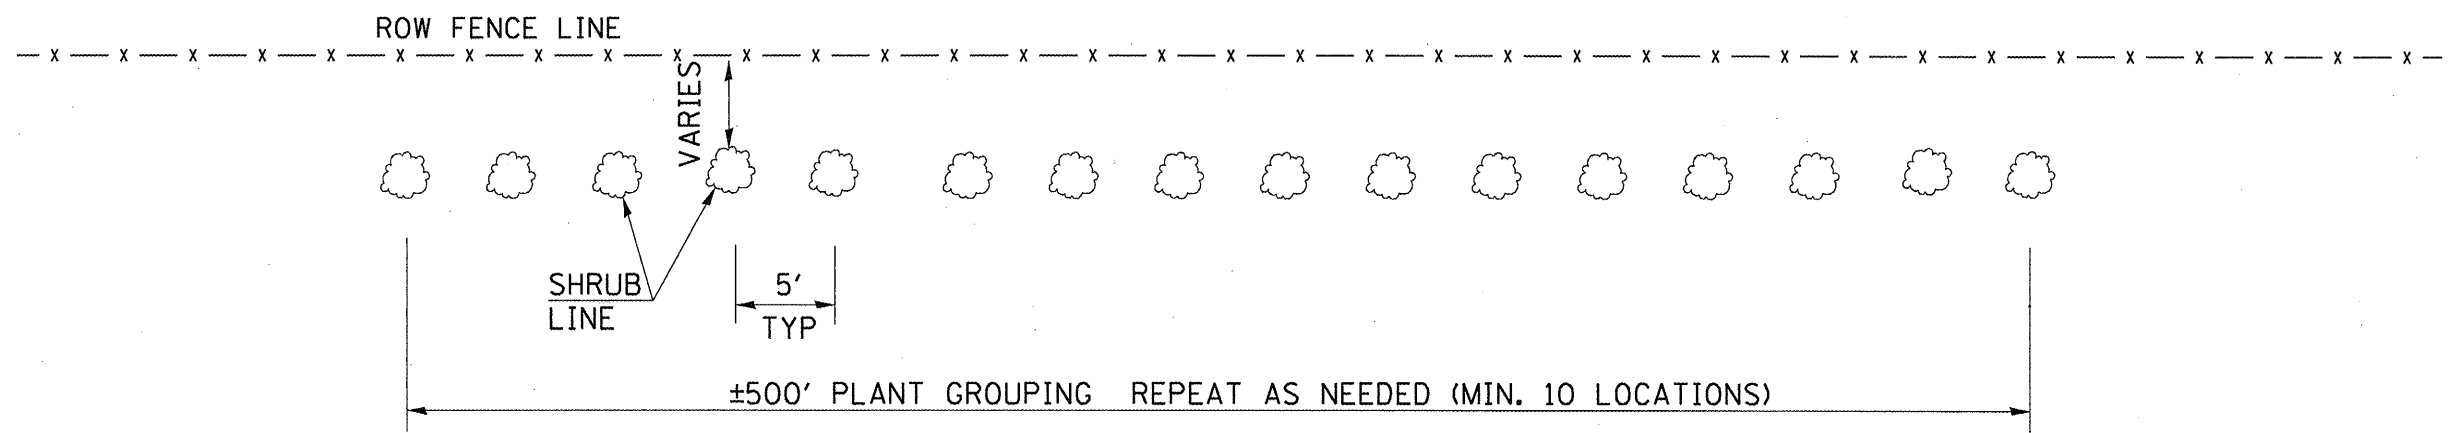 ROW FENCE LINE
VARIES
SHRUB
LINE
5'
TYP
±500' PLANT GROUPING REPEAT AS NEEDED (MIN. 10 LOCATIONS)